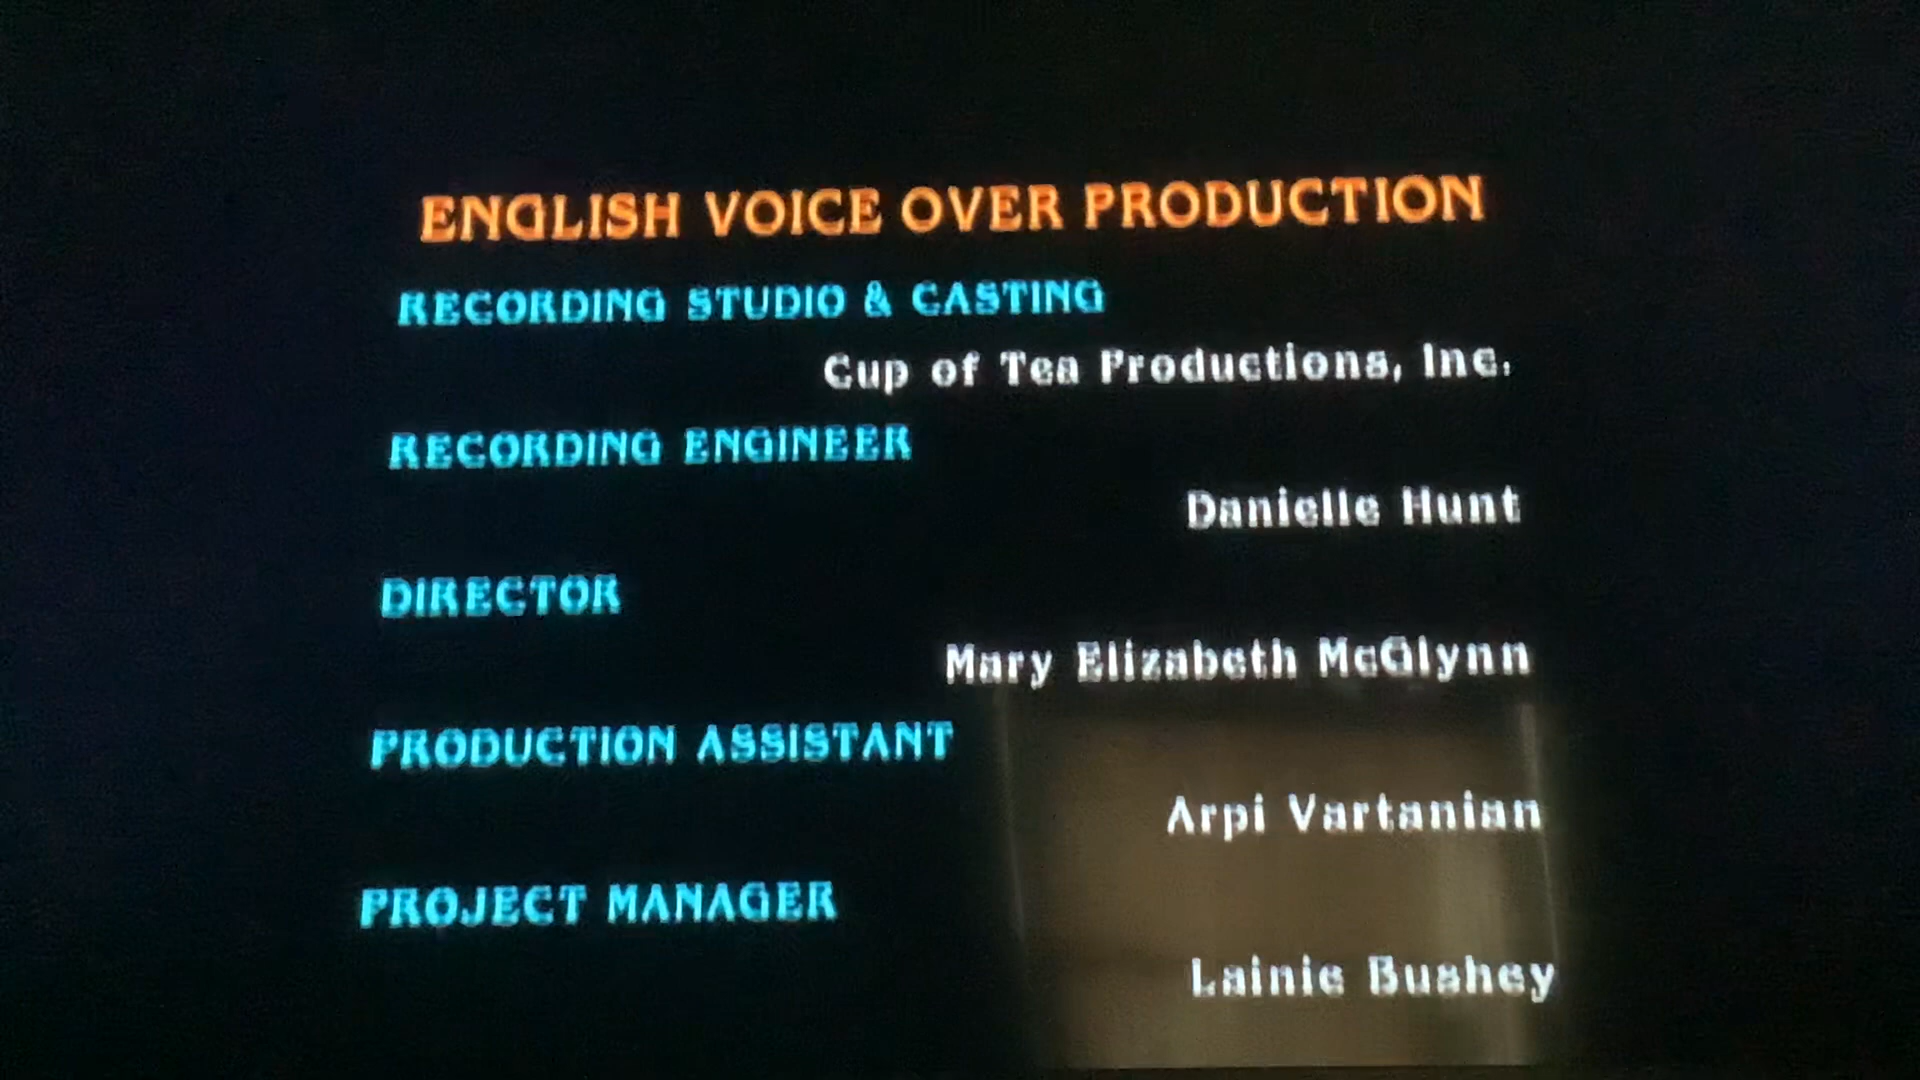 ENGLISH VOICE OVER PRODUCTION
RECORDING STUDIO & CASTING
Cup of Tea Productions, Inc.
RECORDING ENGINEER
Danielle Hunt
DIRECTOR
Mary Elizabeth McGlynn
PRODUCTION ASSISTANT
Arpi Vartanian
PROJECT MANAGER
Lainie Bushey